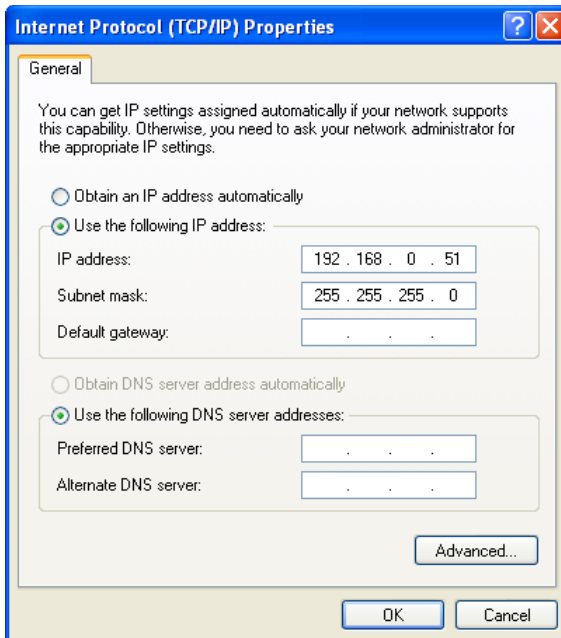 Internet Protocol (TCP/IP) Properties
General
You can get IP settings assigned automatically if your network supports
this capability. Otherwise, you need to ask your network administrator for
the appropriate IP settings.
Obtain an IP address automatically
Use the following IP address:
IP address: 192 . 168 . 0 . 51
Subnet mask: 255 . 255 . 255 . 0
Default gateway: . . .
Obtain DNS server address automatically
Use the following DNS server addresses:
Preferred DNS server: . . .
Alternate DNS server: . . .
Advanced...
OK Cancel